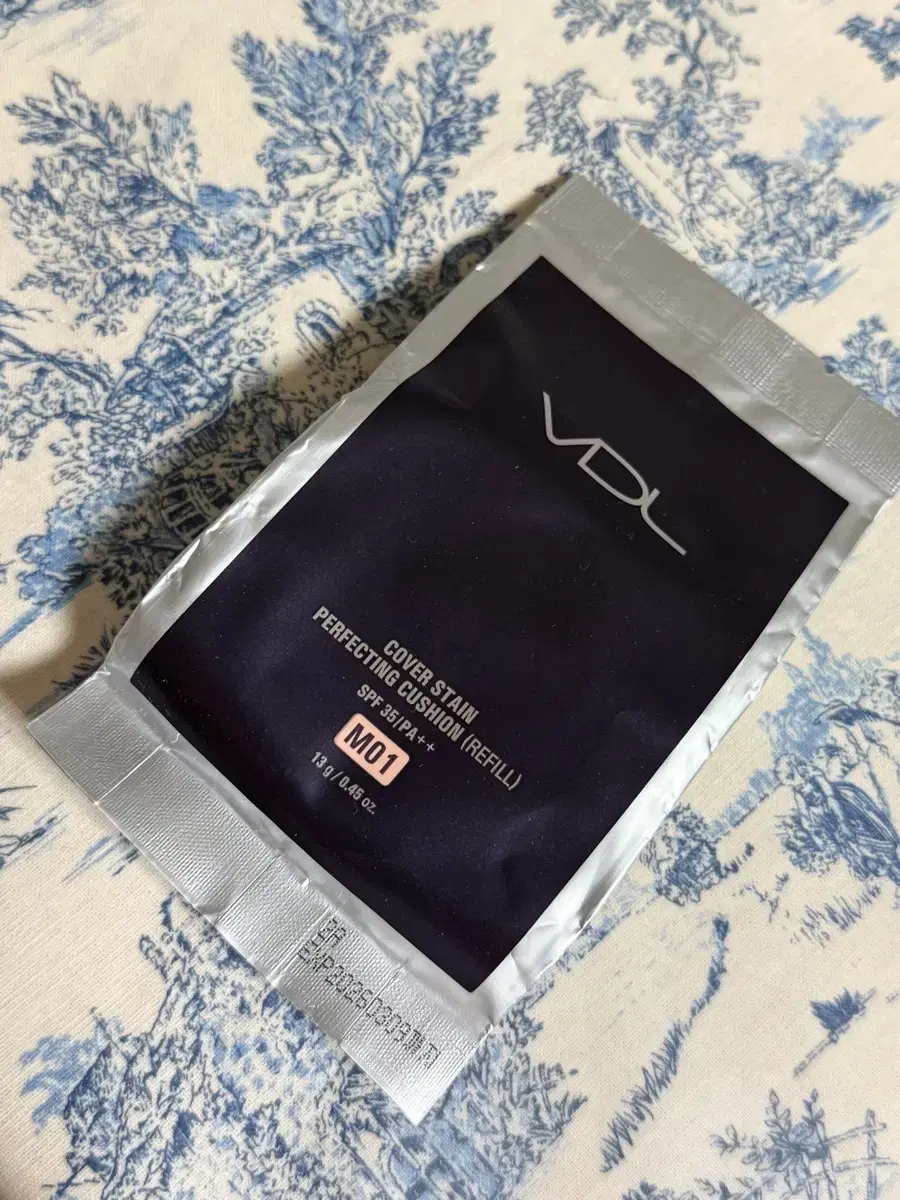 VDL
COVER STAIN
PERFECTING CUSHION (REFILL)
SPF 35/PA++
M01
13 g / 0.45 oz.